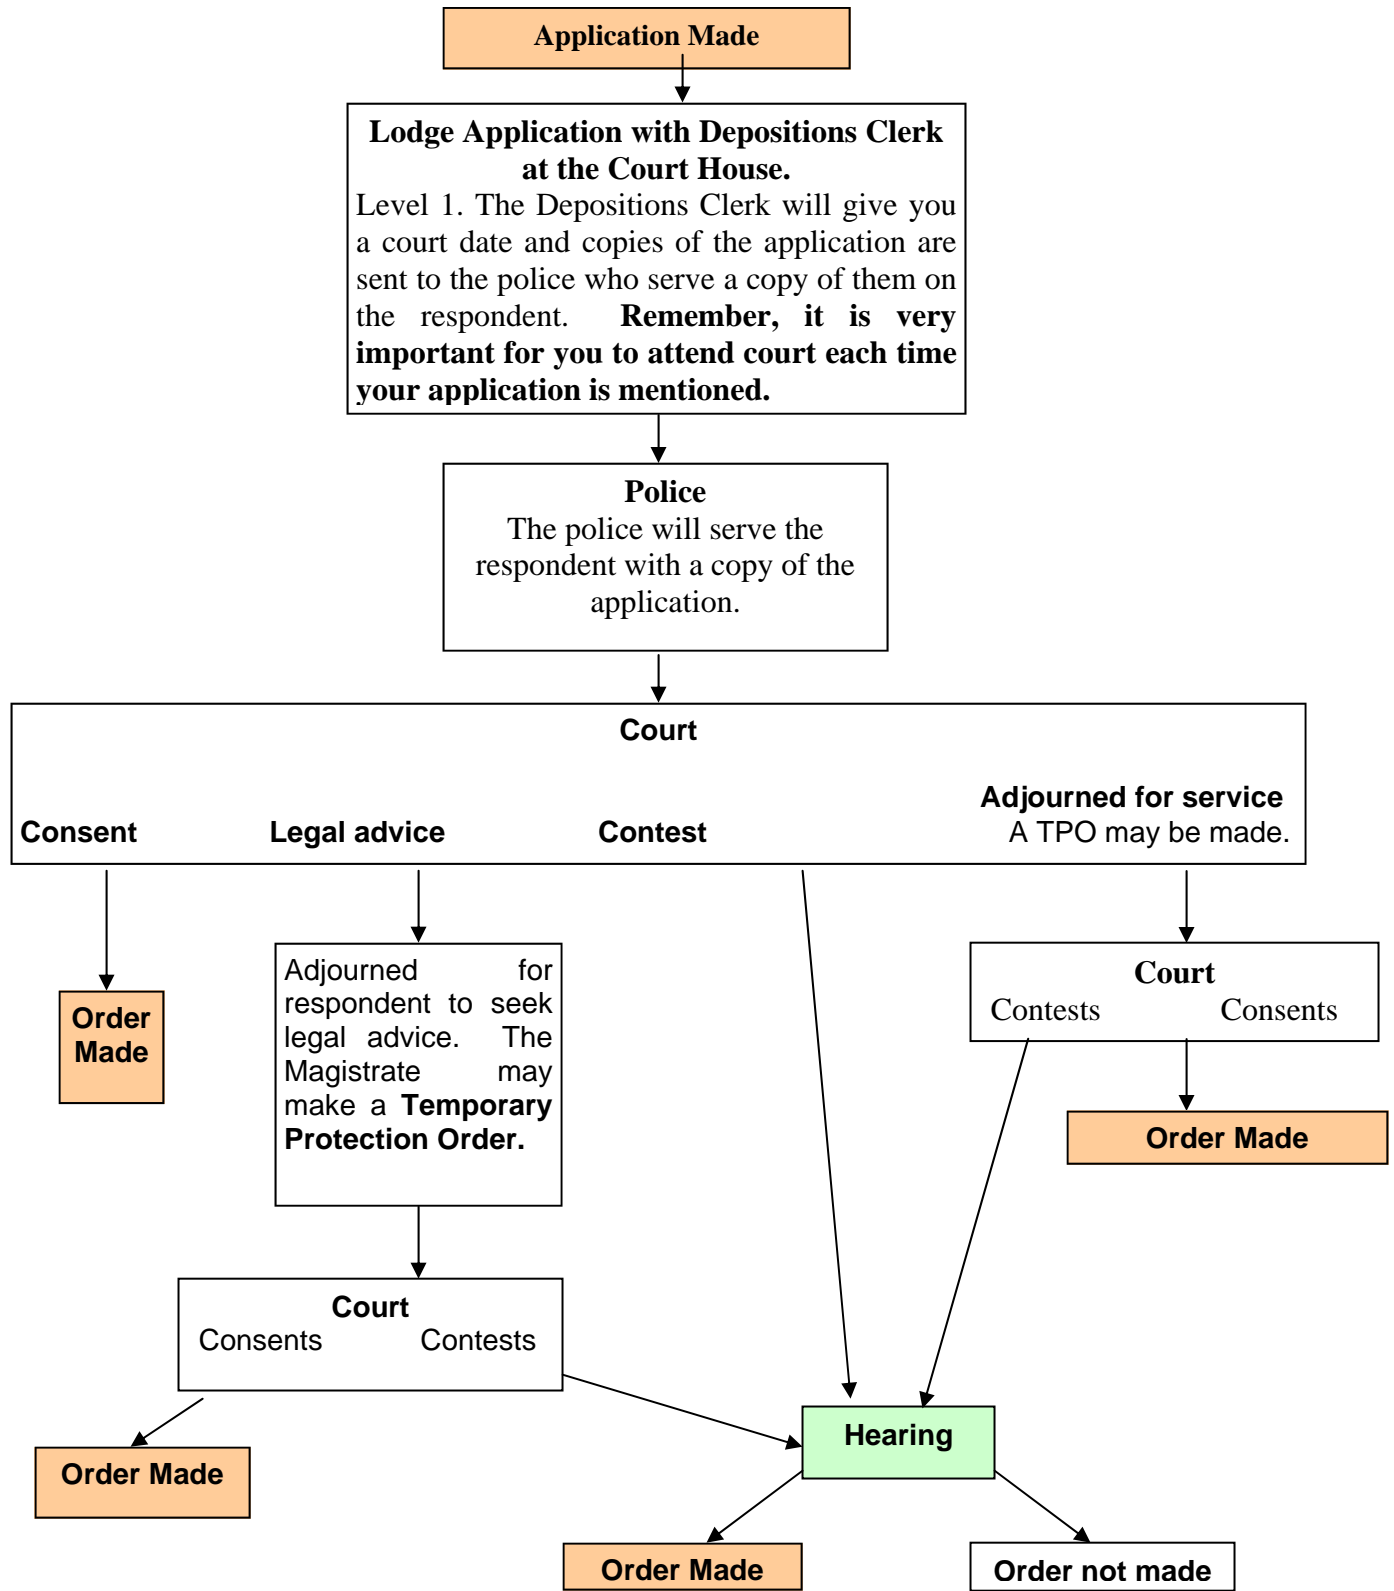 Application Made
Lodge Application with Depositions Clerk
at the Court House.
Level 1. The Depositions Clerk will give you
a court date and copies of the application are
sent to the police who serve a copy of them on
the respondent. Remember, it is very
important for you to attend court each time
your application is mentioned.
Police
The police will serve the
respondent with a copy of the
application.
Court
Consent
Legal advice
Contest
Adjourned for service
A TPO may be made.
Order
Made
Adjourned for
respondent to seek
legal advice. The
Magistrate may
make a Temporary
Protection Order.
Court
Contests Consents
Order Made
Court
Consents Contests
Order Made
Hearing
Order Made
Order not made